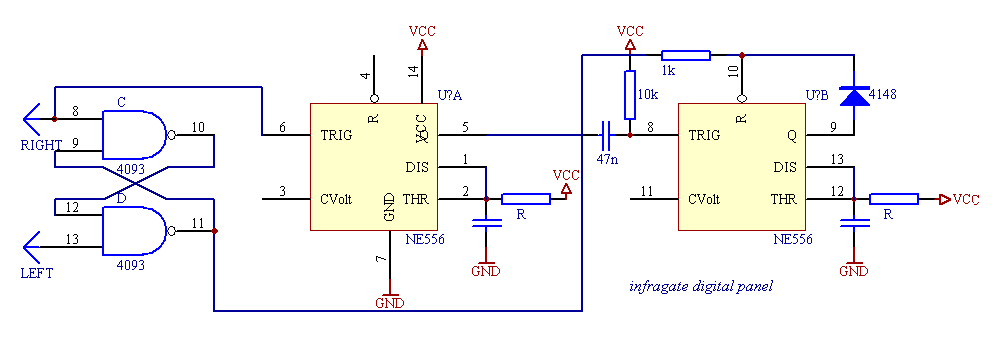 VCC
VCC
4
14
U?A
1k
10
10k
U?B
4148
C
8
10
RIGHT
9
4093
R
VCC
6
TRIG
Q
5
47n
8
TRIG
R
Q
9
DIS
1
DIS
13
3
CVolt
THR
2
R
VCC
11
CVolt
THR
12
R
VCC
D
12
11
13
LEFT
4093
GND
NE556
NE556
7
GND
GND
GND
infragate digital panel